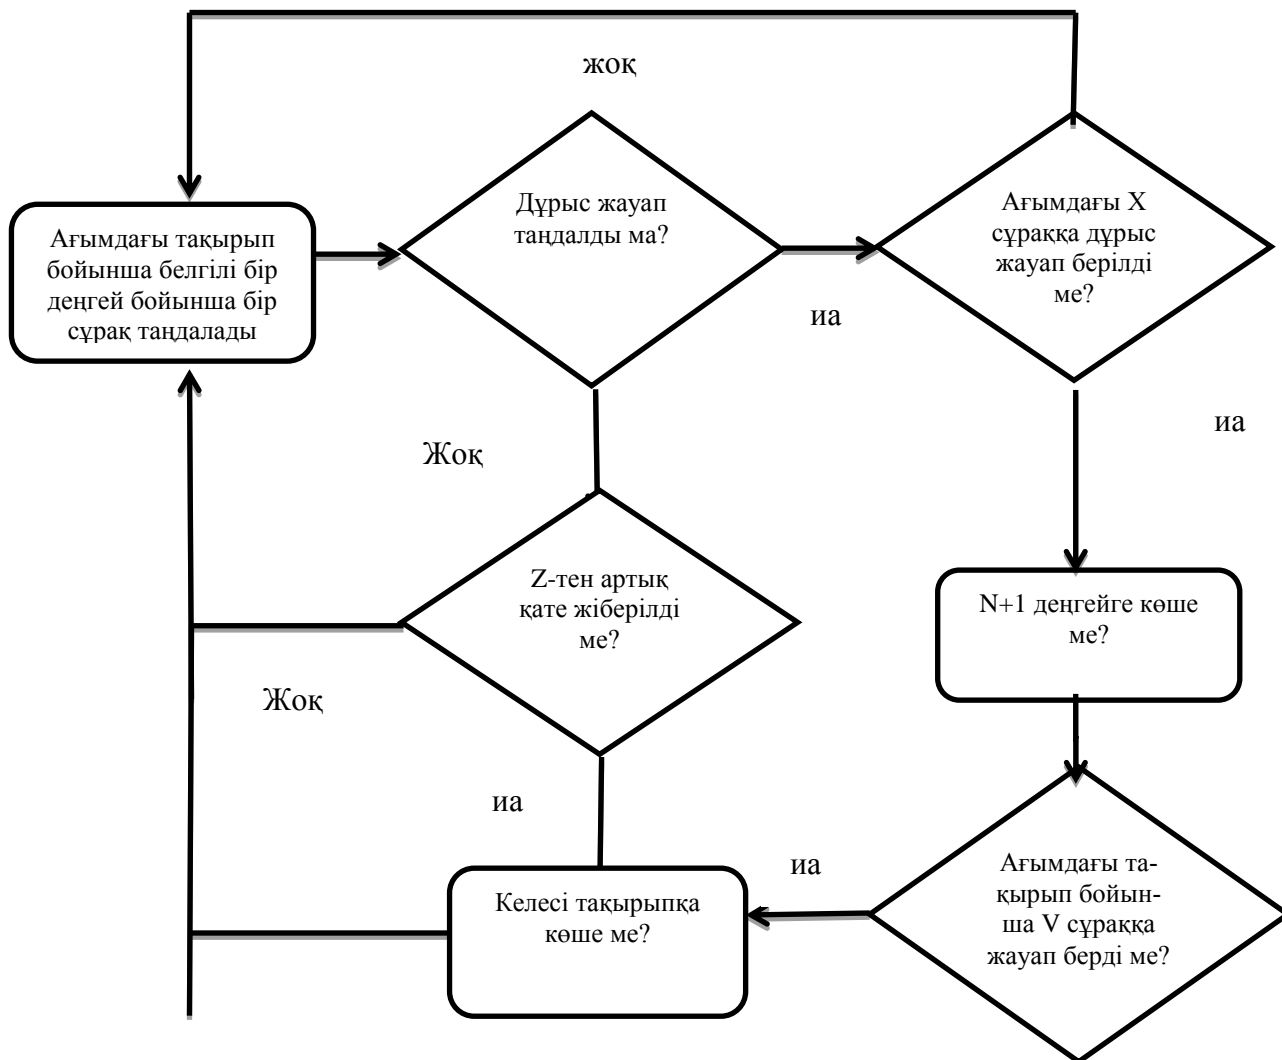 жоқ
Дұрыс жауап
таңдалды ма?
Ағымдағы X
сұраққа дұрыс
жауап берілді
ме?
Ағымдағы тақырып
бойынша белгілі бір
деңгей бойынша бір
сұрақ таңдалады
иа
иа
Жоқ
Z-тен артық
қате жіберілді
ме?
N+1 деңгейге көше
ме?
Жоқ
иа
иа
Ағымдағы та-
қырып бойын-
ша V сұраққа
жауап берді ме?
Келесі тақырыпқа
көше ме?